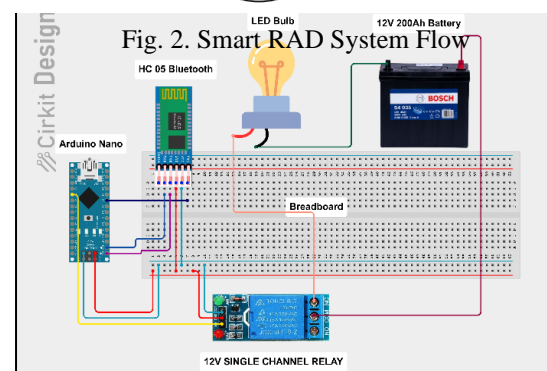 LED Bulb
12V 200Ah Battery
Fig. 2. Smart RAD System Flow
HC 05 Bluetooth
Cirkit Design
BOSCH
Arduino Nano
Breadboard
12V SINGLE CHANNEL RELAY